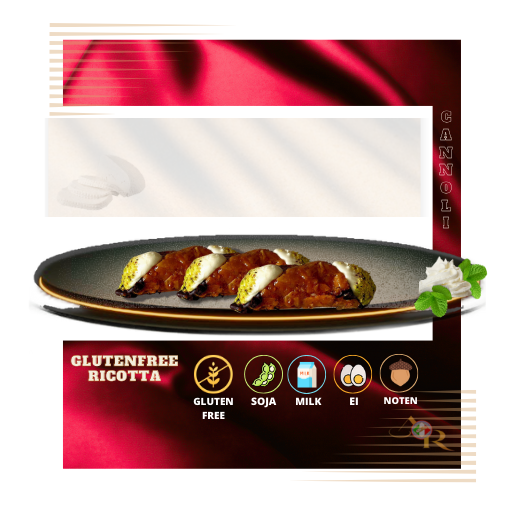 CANNOLI
GLUTENFREE
RICOTTA
GLUTEN
FREE
SOJA
MILK
EI
NOTEN